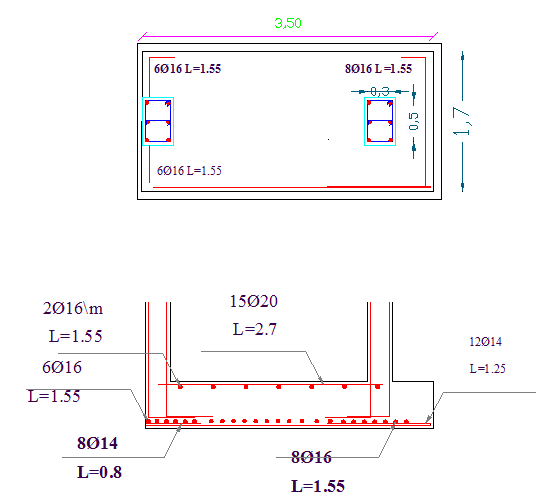 3,50
6Ø16 L=1.55
8Ø16 L=1.55
0,3
0,5
1,7
6Ø16 L=1.55
2Ø16\m
L=1.55
15Ø20
L=2.7
12Ø14
L=1.25
6Ø16
L=1.55
8Ø14
L=0.8
8Ø16
L=1.55